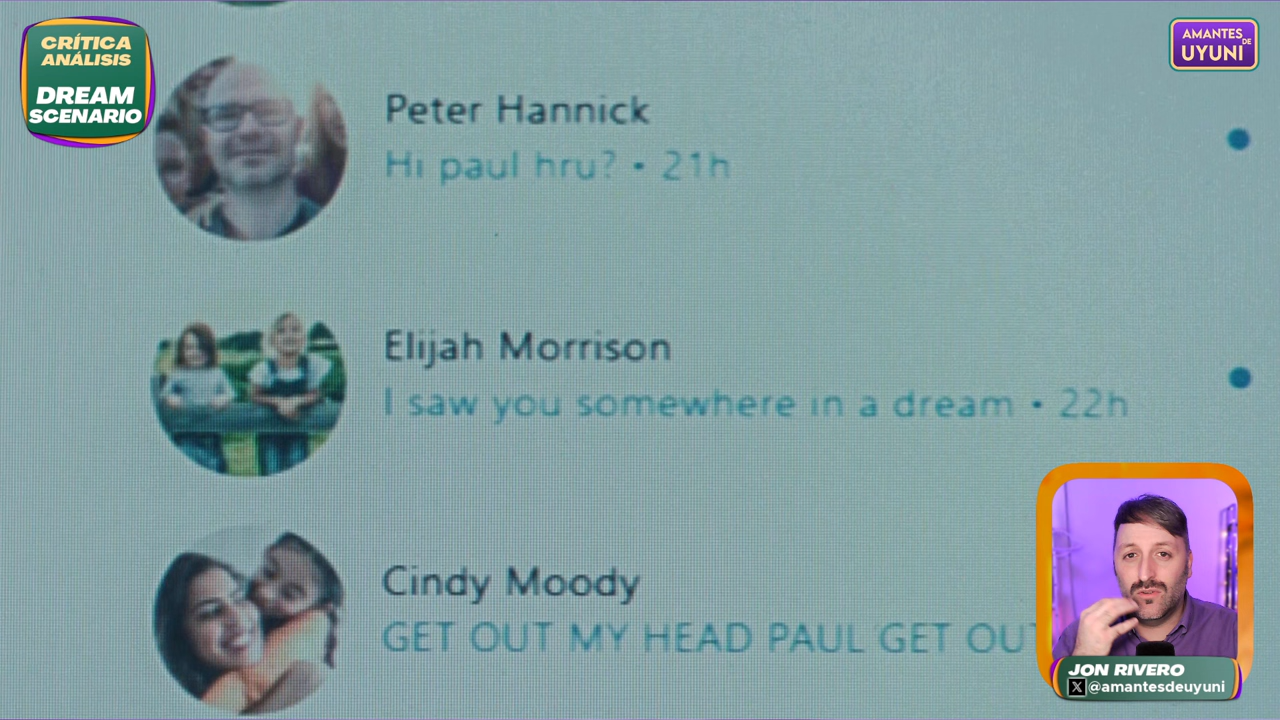 CRÍTICA
ANÁLISIS
DREAM
SCENARIO
AMANTES
DE
UYUNI
Peter Hannick
Hi paul hru? • 21h
Elijah Morrison
I saw you somewhere in a dream • 22h
Cindy Moody
GET OUT MY HEAD PAUL GET OUT
JON RIVERO
X @amantesdeuyuni